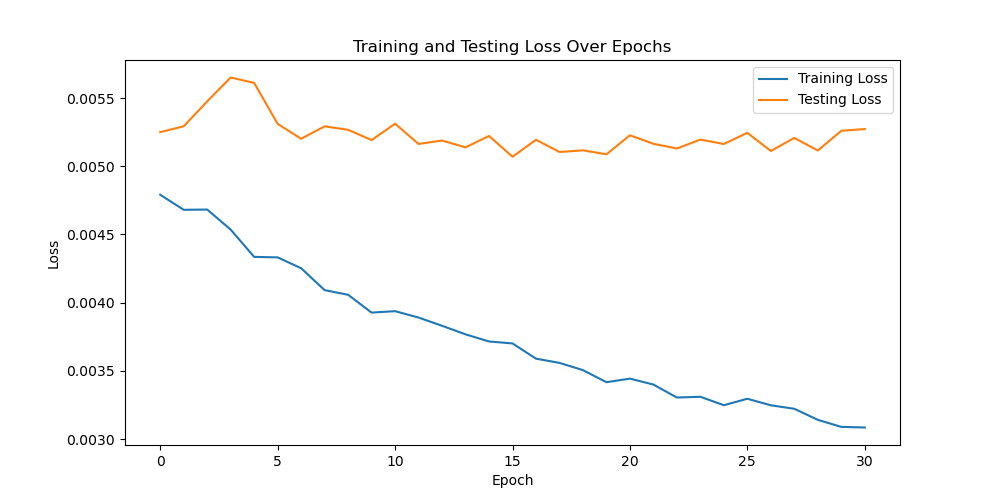 Training and Testing Loss Over Epochs
Training Loss
Testing Loss
0.0055
0.0050
0.0045
0.0040
0.0035
0.0030
Loss
0 5 10 15 20 25 30
Epoch